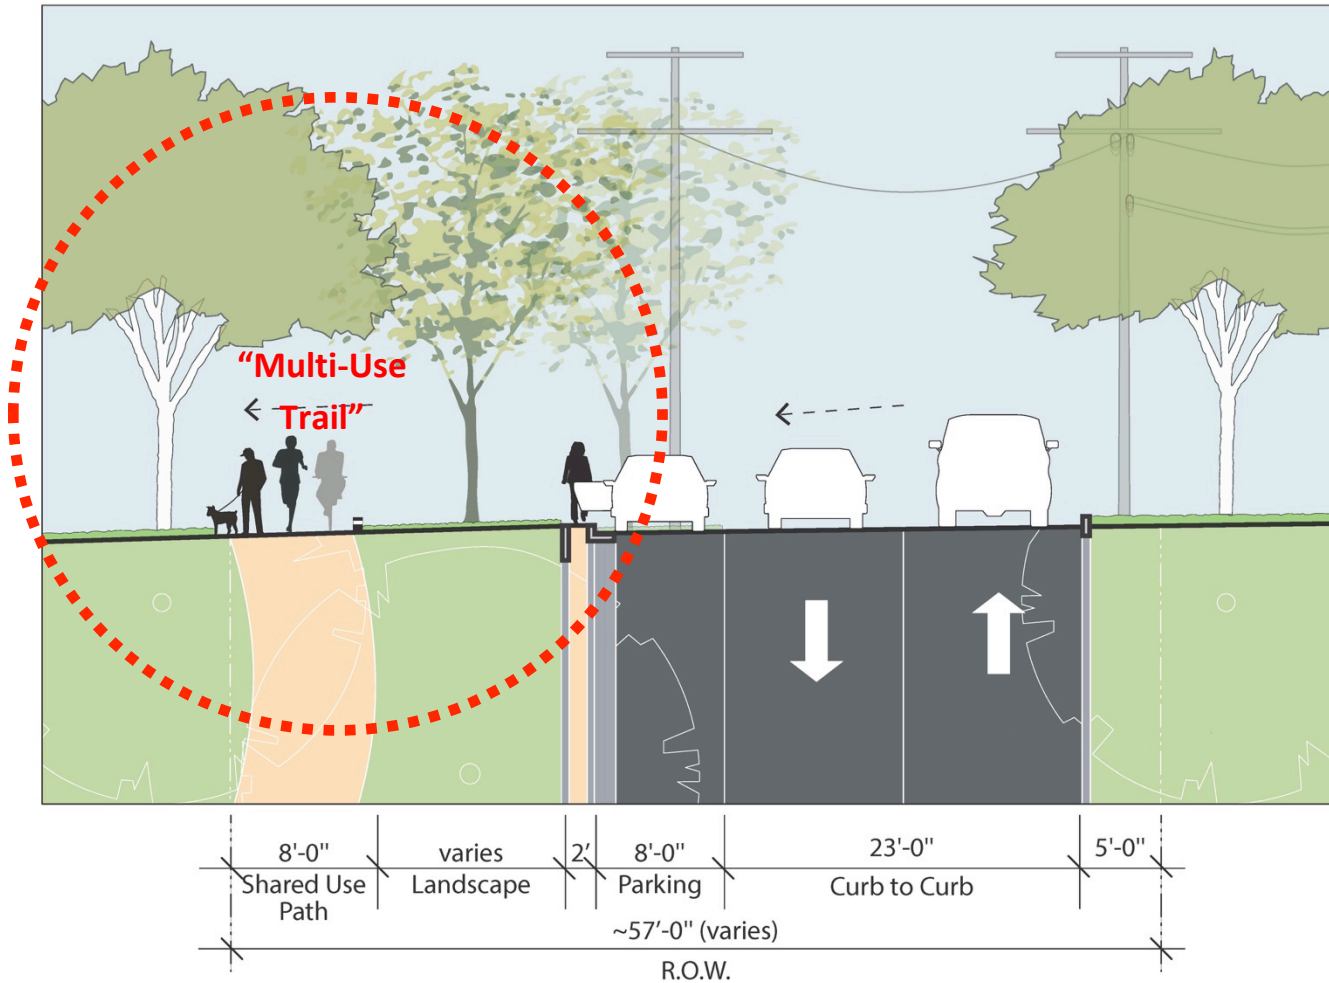 “Multi-Use
Trail”
8'-0"
varies
2'
8'-0"
23'-0"
5'-0"
Shared Use
Path
Landscape
Parking
Curb to Curb
~57'-0" (varies)
R.O.W.